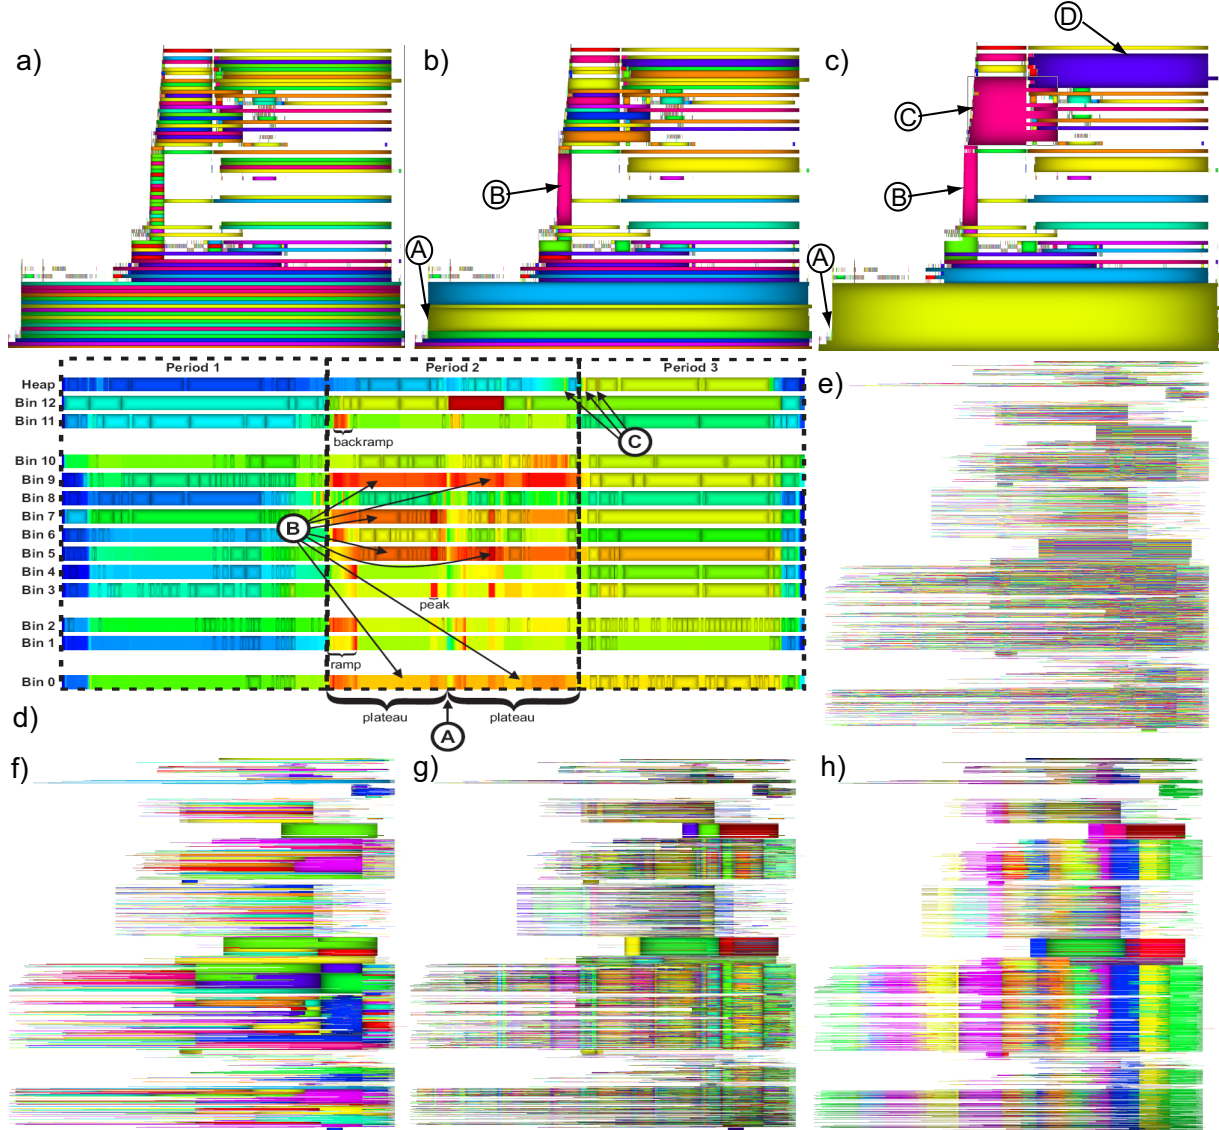 a)
b)
c)
D
C
B
B
A
A
Period 1 Period 2 Period 3
Heap
Bin 12
Bin 11
backramp
C
Bin 10
Bin 9
Bin 8
Bin 7
B
Bin 6
Bin 5
Bin 4
Bin 3
peak
Bin 2
Bin 1
ramp
Bin 0
plateau plateau
A
d)
e)
f)
g)
h)